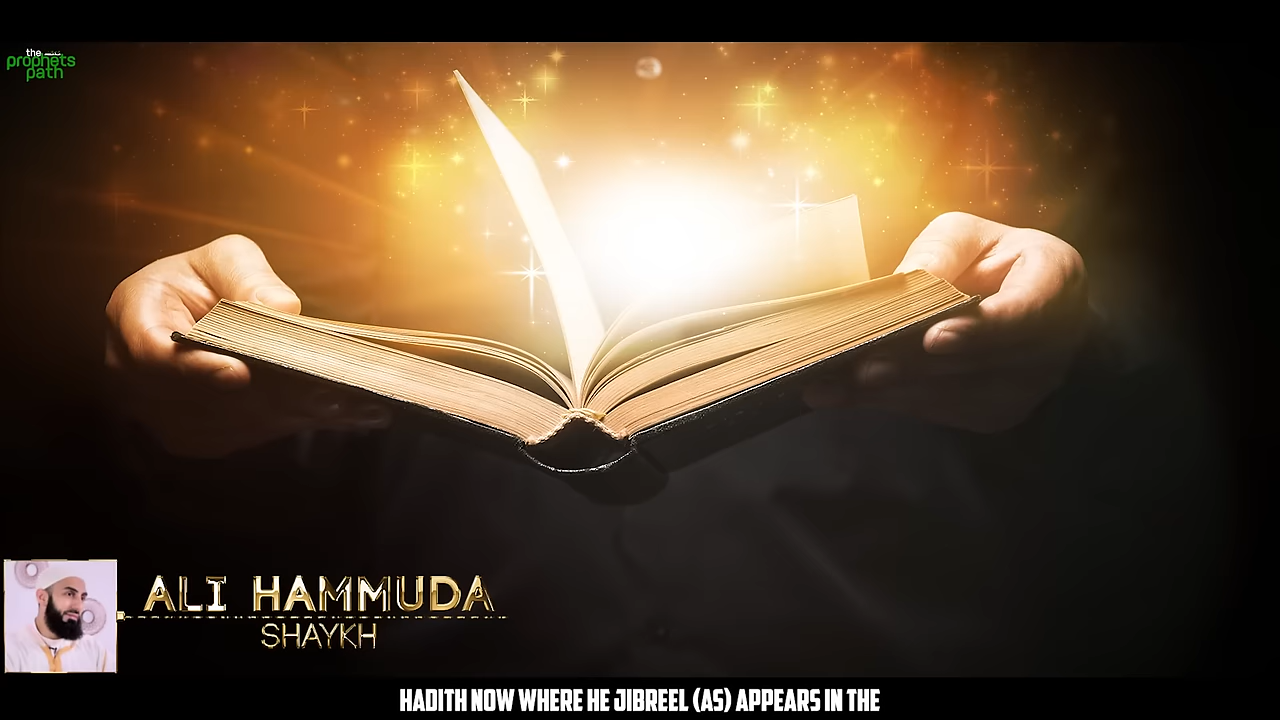 the
prophets
path
ALI HAMMUDA
SHAYKH
HADITH NOW WHERE HE JIBREEL (AS) APPEARS IN THE